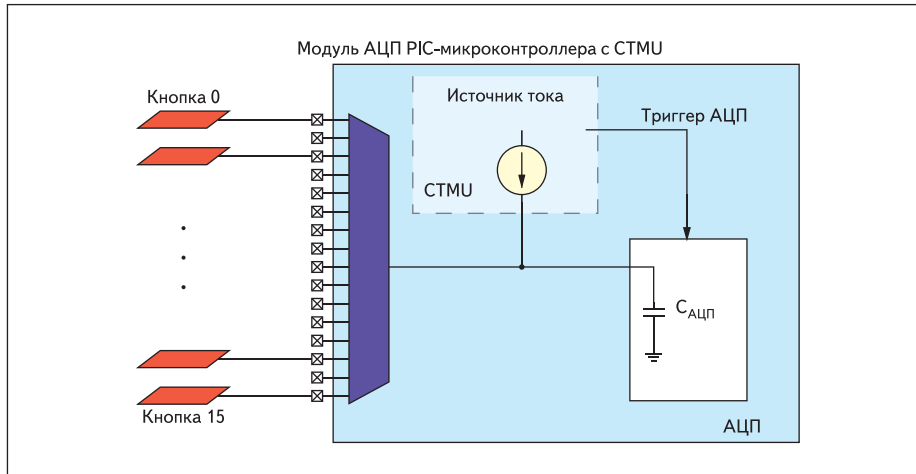 Модуль АЦП PIC-микроконтроллера с CTMU
Кнопка 0
Источник тока
Триггер АЦП
CTMU
CАЦП
Кнопка 15
АЦП